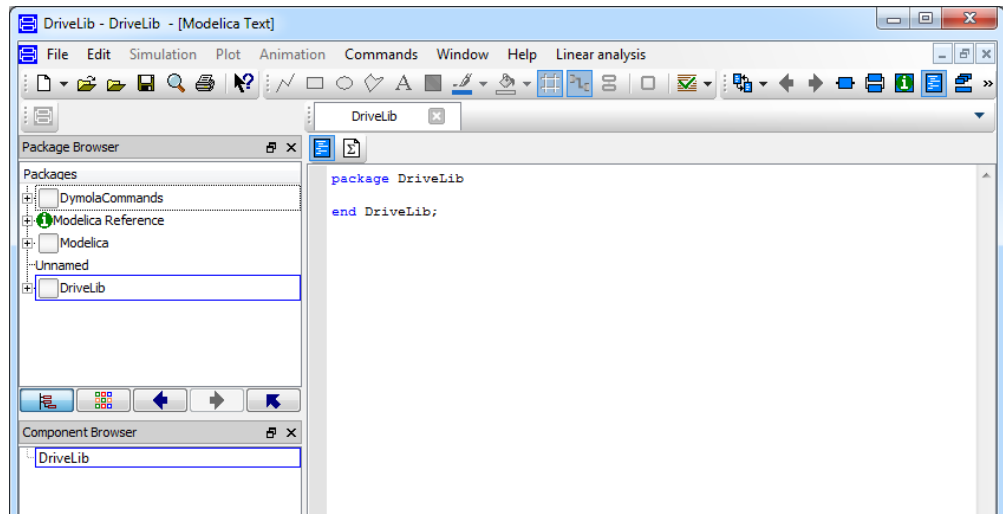 DriveLib - DriveLib - [Modelica Text]
File Edit Simulation Plot Animation Commands Window Help Linear analysis
DriveLib
Package Browser
Packages
DymolaCommands
Modelica Reference
Modelica
Unnamed
DriveLib
package DriveLib
end DriveLib;
Component Browser
DriveLib